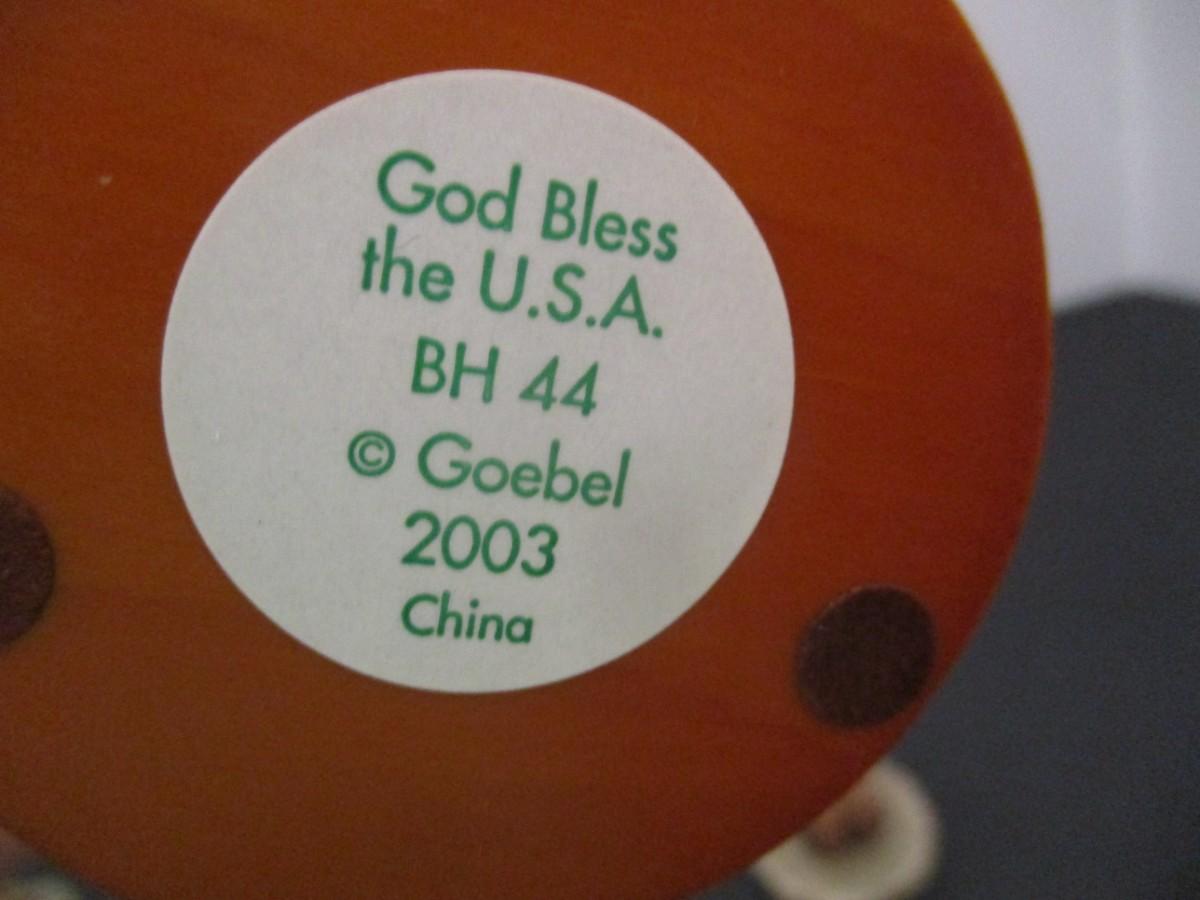 God Bless
the U.S.A.
BH 44
© Goebel
2003
China